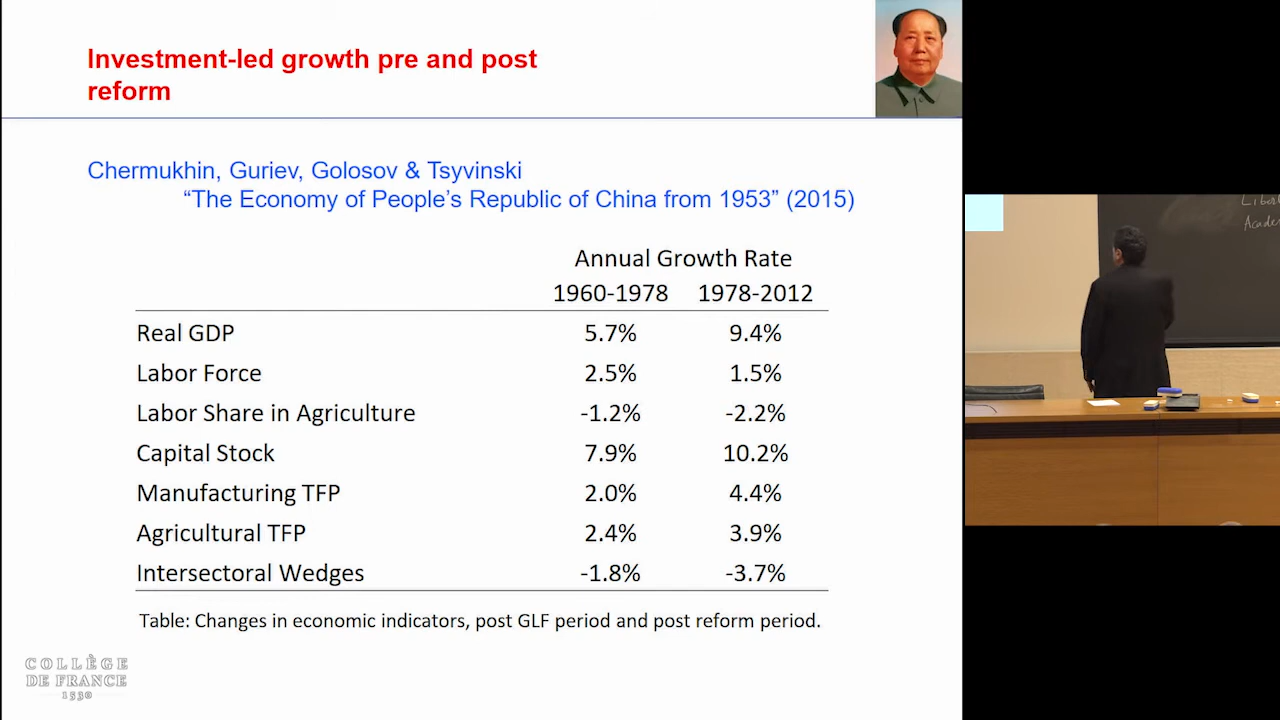 Investment-led growth pre and post
reform
Chermukhin, Guriev, Golosov & Tsyvinski
“The Economy of People’s Republic of China from 1953” (2015)
Annual Growth Rate
1960-1978 1978-2012
Real GDP 5.7% 9.4%
Labor Force 2.5% 1.5%
Labor Share in Agriculture -1.2% -2.2%
Capital Stock 7.9% 10.2%
Manufacturing TFP 2.0% 4.4%
Agricultural TFP 2.4% 3.9%
Intersectoral Wedges -1.8% -3.7%
Table: Changes in economic indicators, post GLF period and post reform period.
COLLÈGE
DE FRANCE
1530